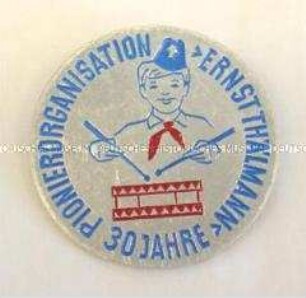 PIONIERORGANISATION >ERNST THÄLMANN<
30 JAHRE